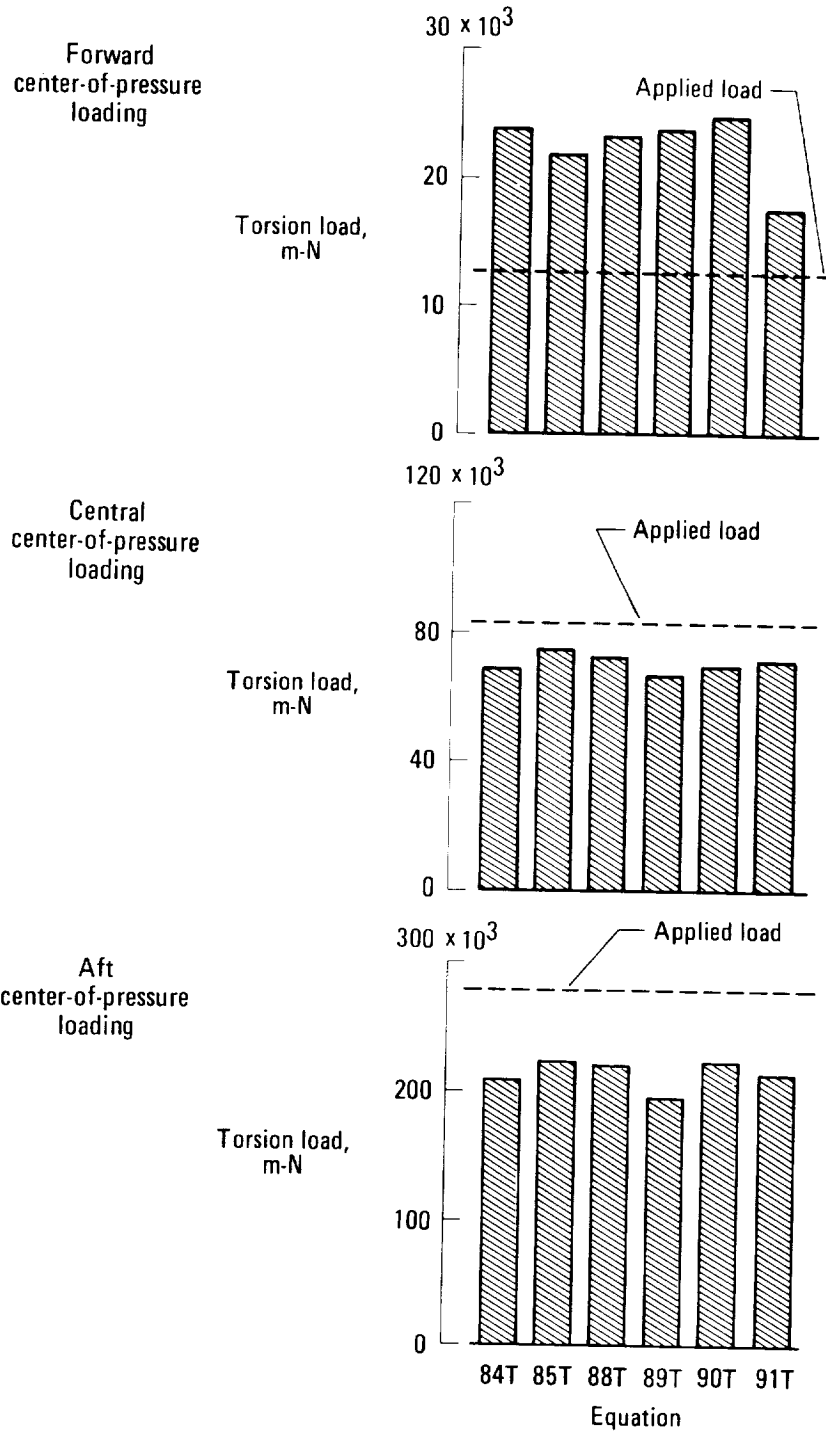 30 × 10³
Forward
center-of-pressure
loading
Applied load
20
Torsion load,
m-N
10
0
120 × 10³
Central
center-of-pressure
loading
Applied load
80
Torsion load,
m-N
40
0
300 × 10³
Applied load
Aft
center-of-pressure
loading
200
Torsion load,
m-N
100
0
84T 85T 88T 89T 90T 91T
Equation